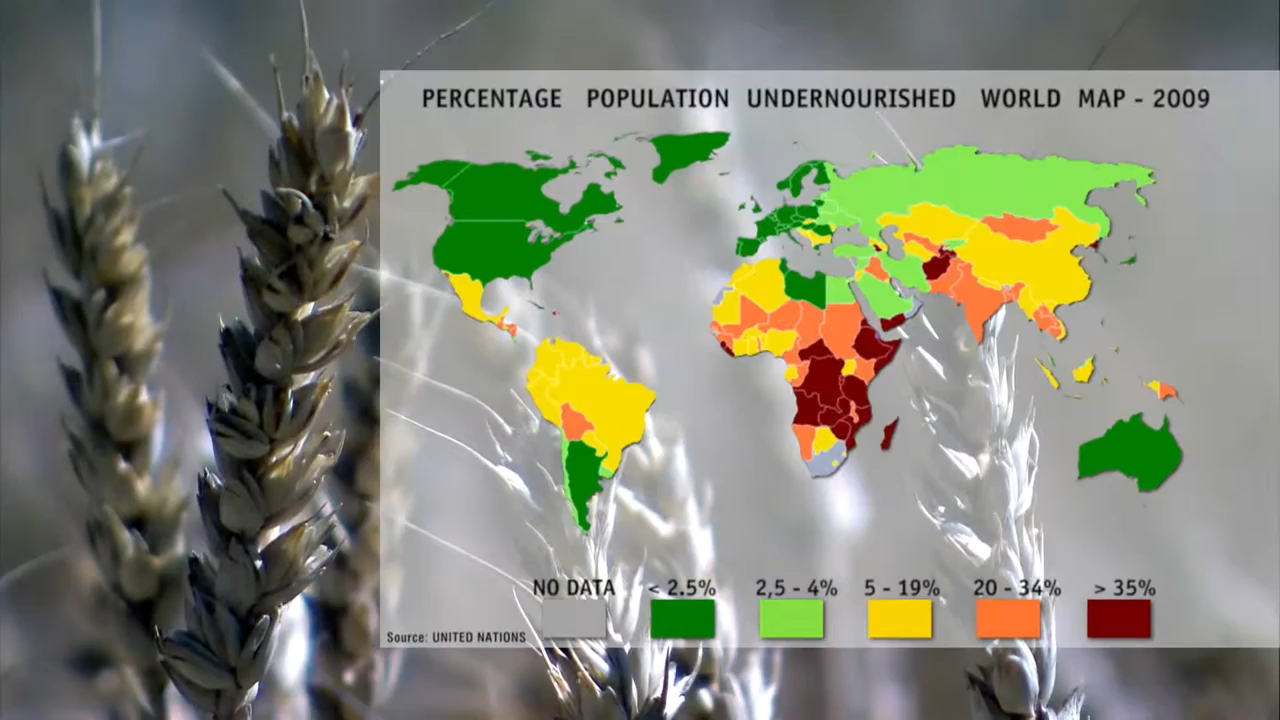 PERCENTAGE POPULATION UNDERNOURISHED WORLD MAP - 2009
NO DATA < 2.5% 2,5 - 4% 5 - 19% 20 - 34% > 35%
Source: UNITED NATIONS